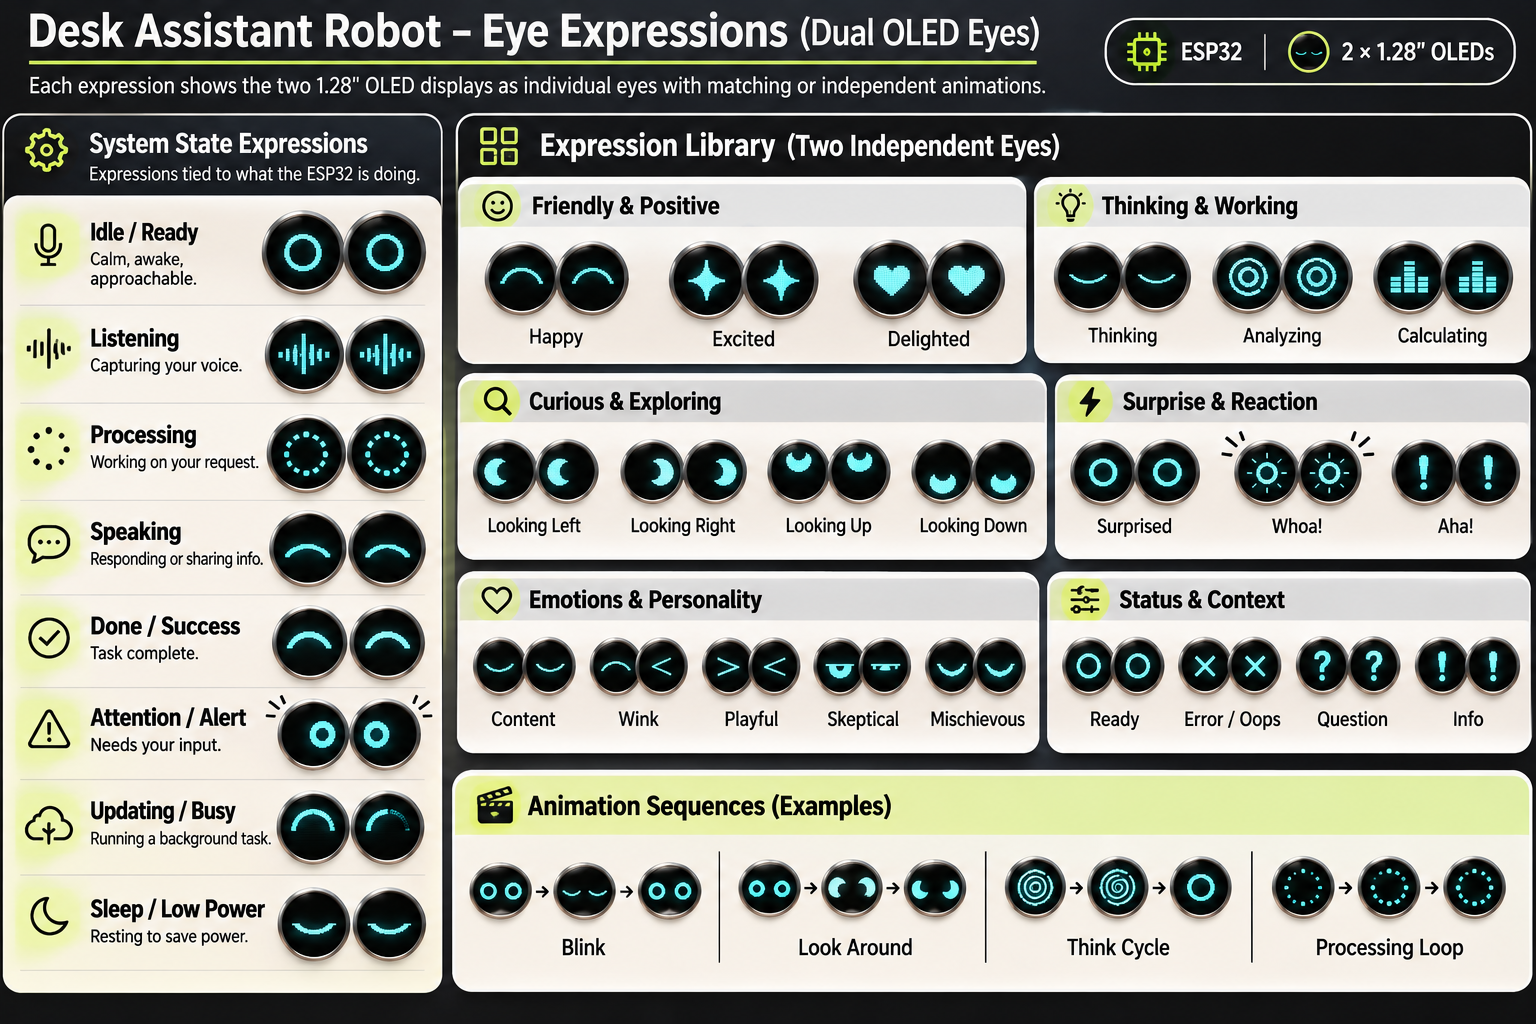 Desk Assistant Robot – Eye Expressions (Dual OLED Eyes)
Each expression shows the two 1.28" OLED displays as individual eyes with matching or independent animations.
ESP32
2 × 1.28" OLEDs
System State Expressions
Expressions tied to what the ESP32 is doing.
Idle / Ready
Calm, awake,
approachable.
Listening
Capturing your voice.
Processing
Working on your request.
Speaking
Responding or sharing info.
Done / Success
Task complete.
Attention / Alert
Needs your input.
Updating / Busy
Running a background task.
Sleep / Low Power
Resting to save power.
Expression Library (Two Independent Eyes)
Friendly & Positive
Happy
Excited
Delighted
Thinking & Working
Thinking
Analyzing
Calculating
Curious & Exploring
Looking Left
Looking Right
Looking Up
Looking Down
Surprise & Reaction
! !
Surprised
Whoa!
Aha!
Emotions & Personality
> <
Content
Wink
Playful
Skeptical
Mischievous
Status & Context
? ?
! !
Ready
Error / Oops
Question
Info
Animation Sequences (Examples)
Blink
Look Around
Think Cycle
Processing Loop